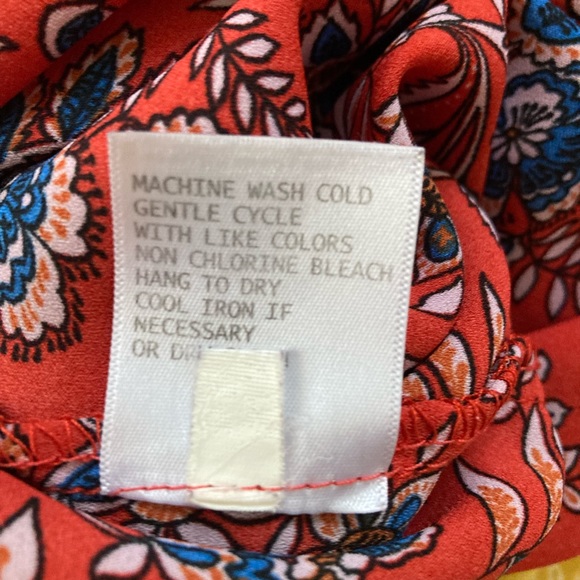 MACHINE WASH COLD
GENTLE CYCLE
WITH LIKE COLORS
NON CHLORINE BLEACH
HANG TO DRY
COOL IRON IF
NECESSARY
OR